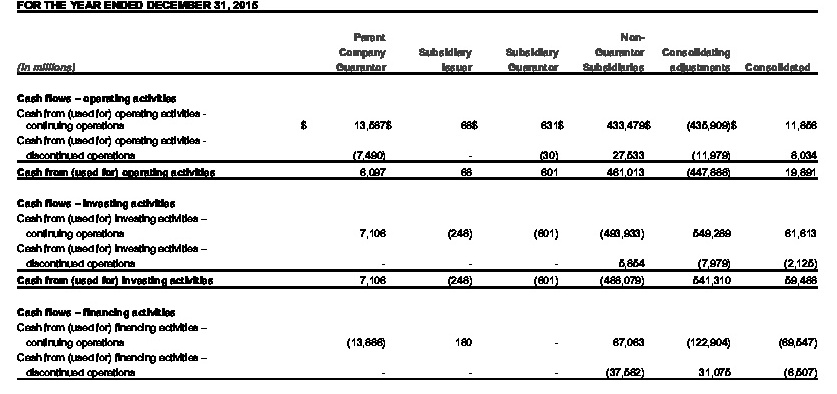 FOR THE YEAR ENDED DECEMBER 31, 2015
Parent Non-
Company Subsidiary Subsidiary Guarantor Consolidating
(In millions) Guarantor Issuer Guarantor Subsidiaries adjustments Consolidated
Cash flows – operating activities
Cash from (used for) operating activities -
continuing operations $ 13,587$ 66$ 631$ 433,479$ (435,909)$ 11,856
Cash from (used for) operating activities -
discontinued operations (7,490) - (30) 27,533 (11,979) 8,034
Cash from (used for) operating activities 6,097 66 601 461,013 (447,888) 19,891
Cash flows – investing activities
Cash from (used for) investing activities –
continuing operations 7,106 (246) (601) (493,933) 549,289 61,613
Cash from (used for) investing activities –
discontinued operations - - - 5,854 (7,979) (2,125)
Cash from (used for) investing activities 7,106 (246) (601) (488,079) 541,310 59,488
Cash flows – financing activities
Cash from (used for) financing activities –
continuing operations (13,886) 180 - 67,063 (122,904) (69,547)
Cash from (used for) financing activities –
discontinued operations - - - (37,582) 31,075 (6,507)